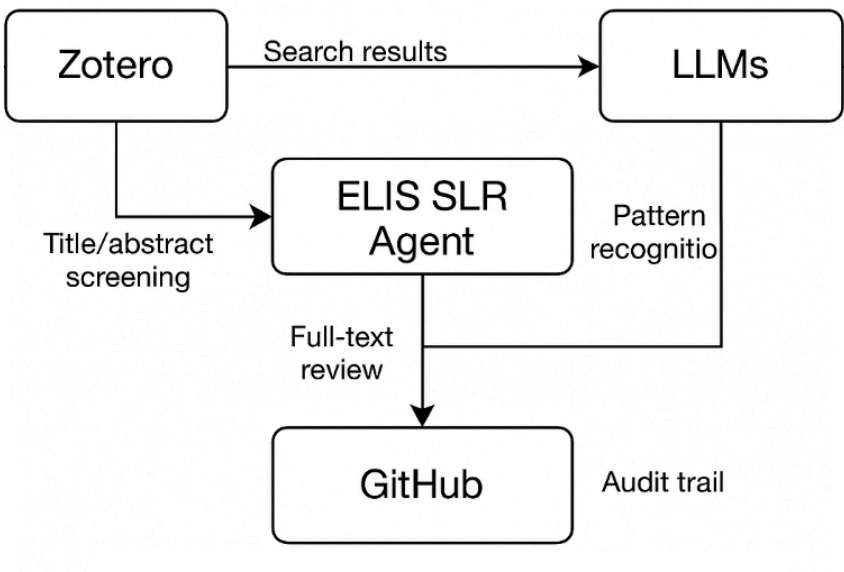 Zotero
Search results
LLMs
ELIS SLR
Agent
Title/abstract
screening
Pattern
recognitio
Full-text
review
GitHub
Audit trail